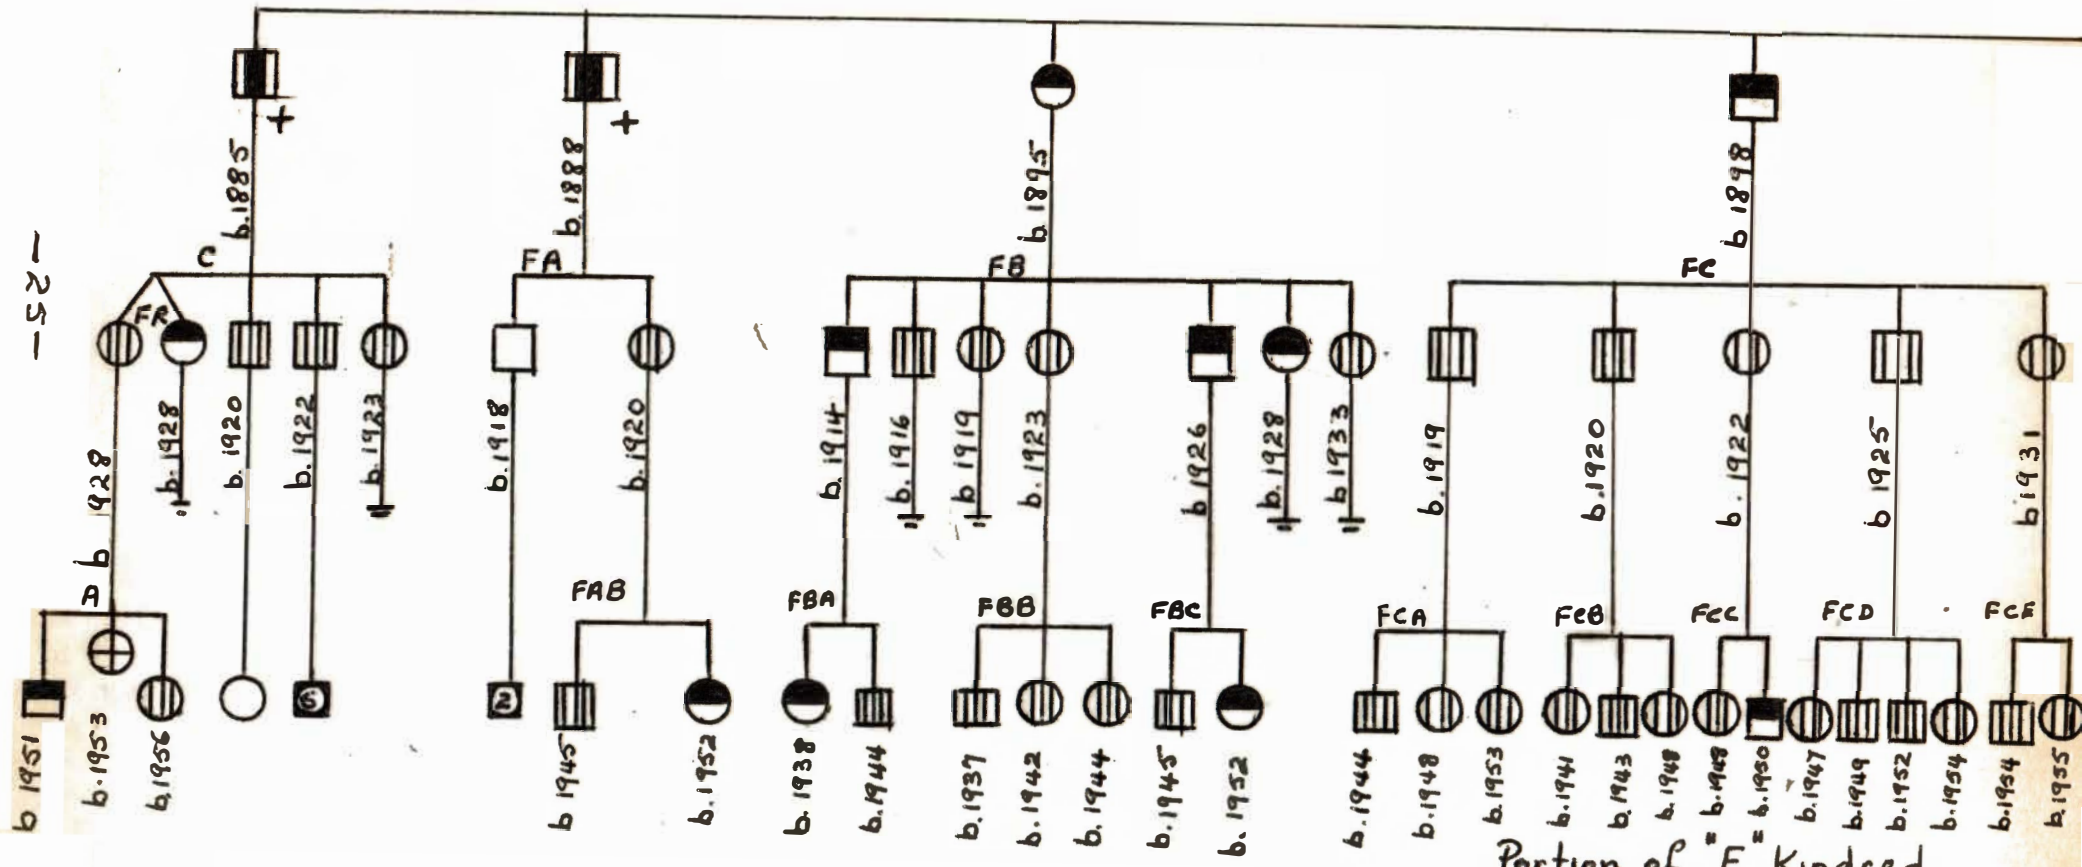 -25-
b.1885
b.1888
b.1895
b 1898
C
FA
FB
FC
FR
b 1928
b.1928
b.1920
b.1922
b.1923
b.1918
b.1920
b.1914
b.1916
b.1919
b.1923
b.1926
b.1928
b 1933
b.1919
b.1920
b.1922
b 1925
b 1931
A
FAB
FBA
FBB
FBC
FCA
FCB
FCC
FCD
FCE
2
b 1951
b.1953
b.1956
b 1945
b.1952
b.1938
b.1944
b.1937
b.1942
b.1944
b.1945
b.1952
b.1944
b.1948
b.1953
b.1941
b.1943
b.1948
b.1948
b.1950
b.1947
b.1949
b.1952
b.1954
b.1954
b.1955
Portion of "F" Kindred